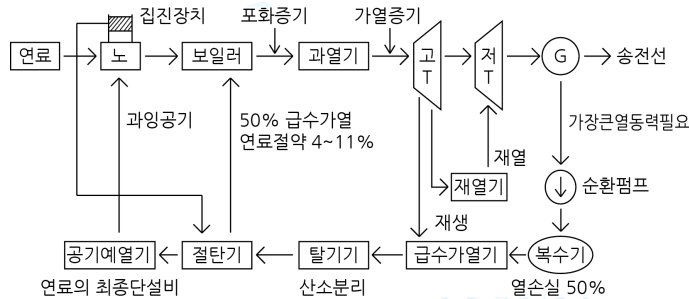 집진장치
포화증기
가열증기
연료
노
보일러
과열기
고
T
저
T
G
송전선
과잉공기
50% 급수가열
연료절약 4~11%
가장큰열동력필요
재열
재열기
순환펌프
재생
공기예열기
절탄기
탈기기
급수가열기
복수기
연료의 최종단설비
산소분리
열손실 50%